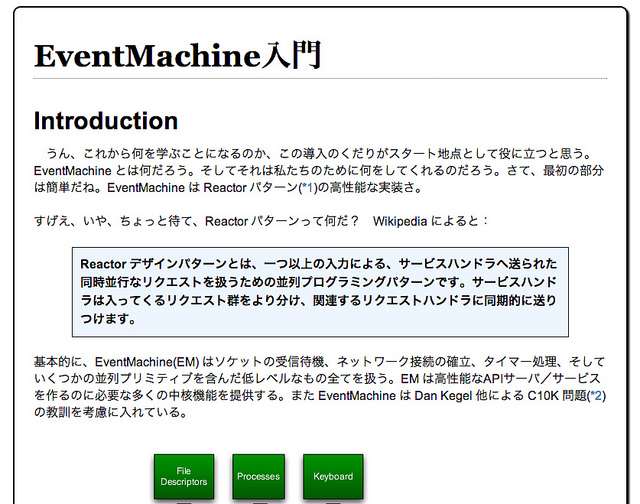 EventMachine入門
Introduction
うん、これから何を学ぶことになるのか、この導入のくだりがスタート地点として役に立つと思う。
EventMachine とは何だろう。そしてそれは私たちのために何をしてくれるのだろう。さて、最初の部分
は簡単だね。EventMachine は Reactor パターン(*1)の高性能な実装さ。
すげえ、いや、ちょっと待て、Reactor パターンって何だ？　Wikipedia によると：
Reactor デザインパターンとは、一つ以上の入力による、サービスハンドラへ送られた
同時並行なリクエストを扱うための並列プログラミングパターンです。サービスハンド
ラは入ってくるリクエスト群をより分け、関連するリクエストハンドラに同期的に送り
つけます。
基本的に、EventMachine(EM) はソケットの受信待機、ネットワーク接続の確立、タイマー処理、そして
いくつかの並列プリミティブを含んだ低レベルなもの全てを扱う。EM は高性能なAPIサーバ／サービス
を作るのに必要な多くの中核機能を提供する。また EventMachine は Dan Kegel 他による C10K 問題(*2)
の教訓を考慮に入れている。
File
Descriptors
Processes
Keyboard